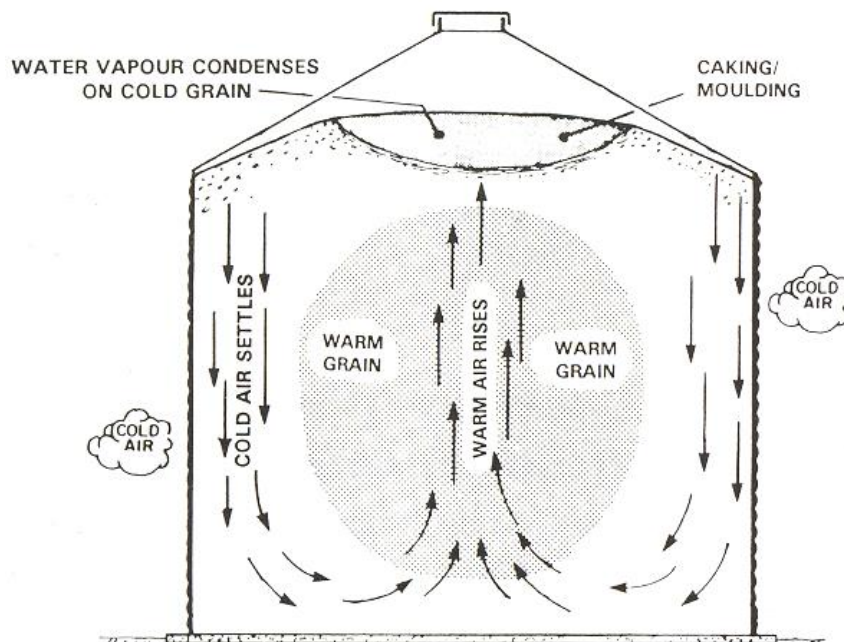 WATER VAPOUR CONDENSES
ON COLD GRAIN
CAKING/
MOULDING
COLD
AIR
COLD AIR SETTLES
WARM
GRAIN
WARM AIR RISES
WARM
GRAIN
COLD
AIR